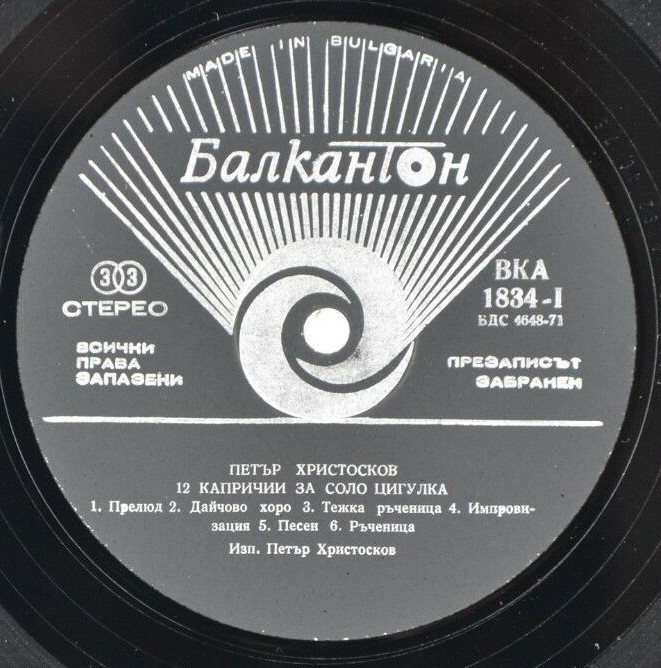 MADE IN BULGARIA
Балкантон
33
СТЕРЕО
ВСИЧКИ
ПРАВА
ЗАПАЗЕНИ
ВКА
1834-I
БДС 4648-71
ПРЕЗАПИСЪТ
ЗАБРАНЕН
ПЕТЪР ХРИСТОСКОВ
12 КАПРИЧИИ ЗА СОЛО ЦИГУЛКА
1. Прелюд 2. Дайчово хоро 3. Тежка ръченица 4. Импрови-
зация 5. Песен 6. Ръченица
Изп. Петър Христосков